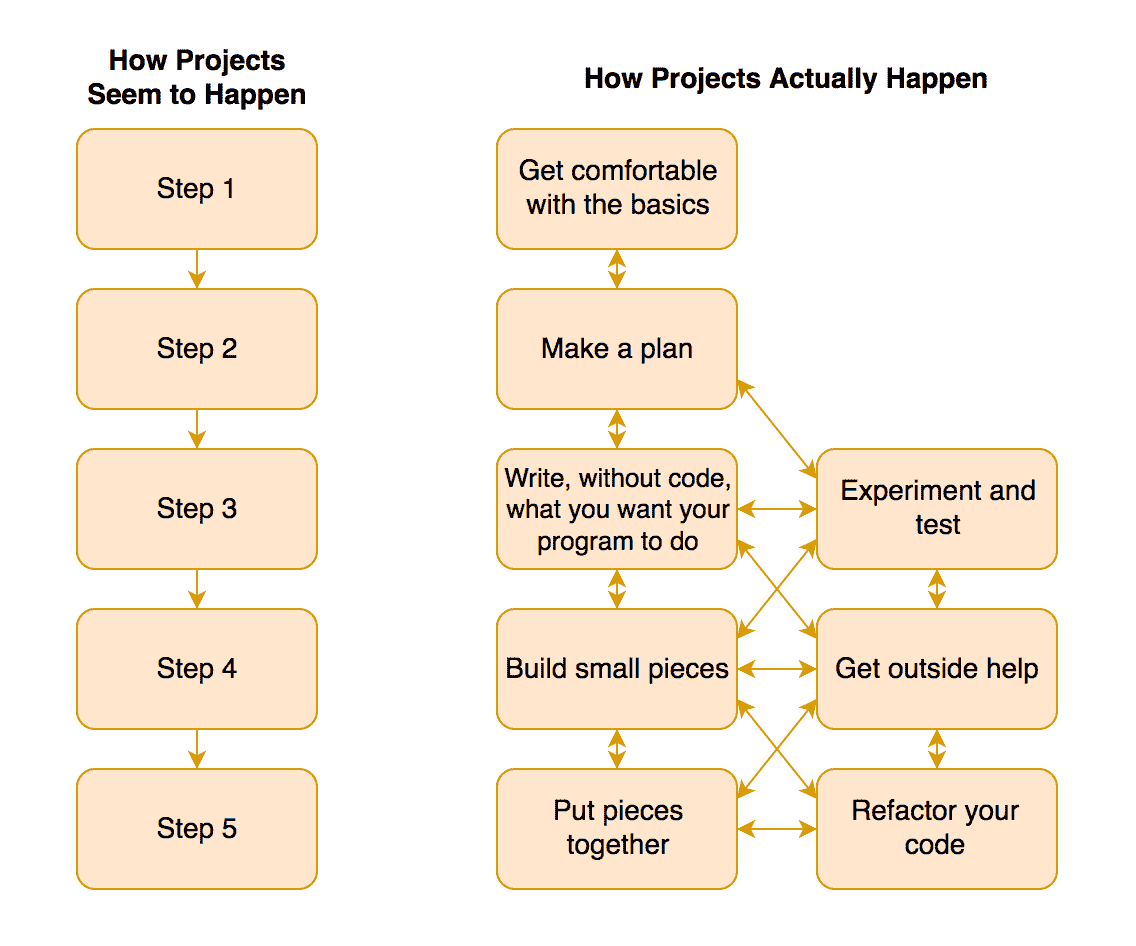 How Projects
Seem to Happen
Step 1
Step 2
Step 3
Step 4
Step 5
How Projects Actually Happen
Get comfortable
with the basics
Make a plan
Write, without code,
what you want your
program to do
Experiment and
test
Build small pieces
Get outside help
Put pieces
together
Refactor your
code